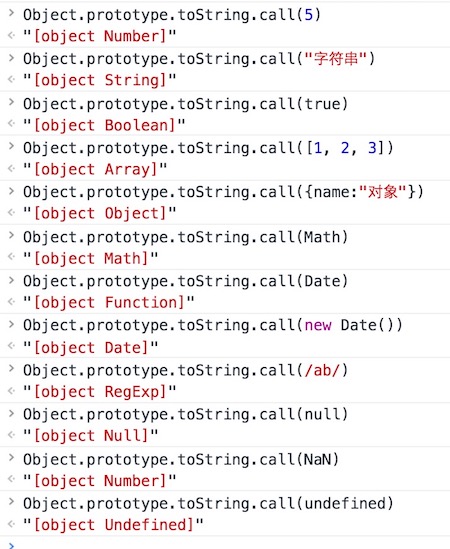 > Object.prototype.toString.call(5)
< "[object Number]"
> Object.prototype.toString.call("字符串")
< "[object String]"
> Object.prototype.toString.call(true)
< "[object Boolean]"
> Object.prototype.toString.call([1, 2, 3])
< "[object Array]"
> Object.prototype.toString.call({name:"对象"})
< "[object Object]"
> Object.prototype.toString.call(Math)
< "[object Math]"
> Object.prototype.toString.call(Date)
< "[object Function]"
> Object.prototype.toString.call(new Date())
< "[object Date]"
> Object.prototype.toString.call(/ab/)
< "[object RegExp]"
> Object.prototype.toString.call(null)
< "[object Null]"
> Object.prototype.toString.call(NaN)
< "[object Number]"
> Object.prototype.toString.call(undefined)
< "[object Undefined]"
>